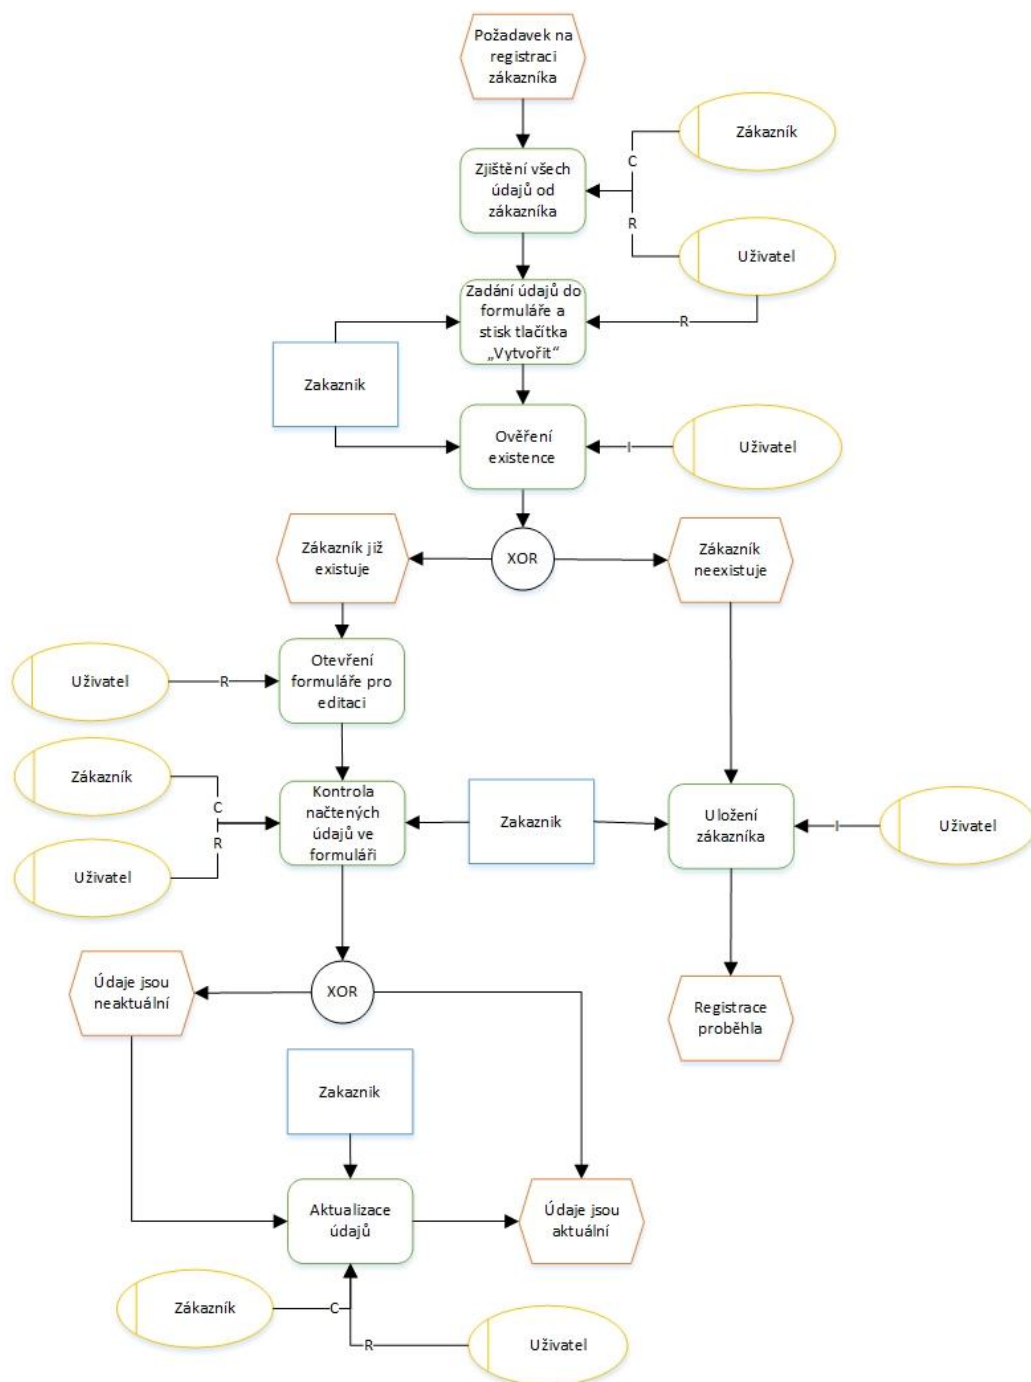 Požadavek na
registraci
zákazníka
Zákazník
C
Zjištění všech
údajů od
zákazníka
R
Uživatel
Zadání údajů do
formuláře a
stisk tlačítka
„Vytvořit“
R
Zakaznik
Ověření
existence
I
Uživatel
Zákazník již
existuje
XOR
Zákazník
neexistuje
Otevření
formuláře pro
editaci
R
Uživatel
Zákazník
C
R
Uživatel
Kontrola
načtených
údajů ve
formuláři
Zakaznik
Uložení
zákazníka
I
Uživatel
Údaje jsou
neaktuální
XOR
Registrace
proběhla
Zakaznik
Aktualizace
údajů
Údaje jsou
aktuální
Zákazník
C
R
Uživatel